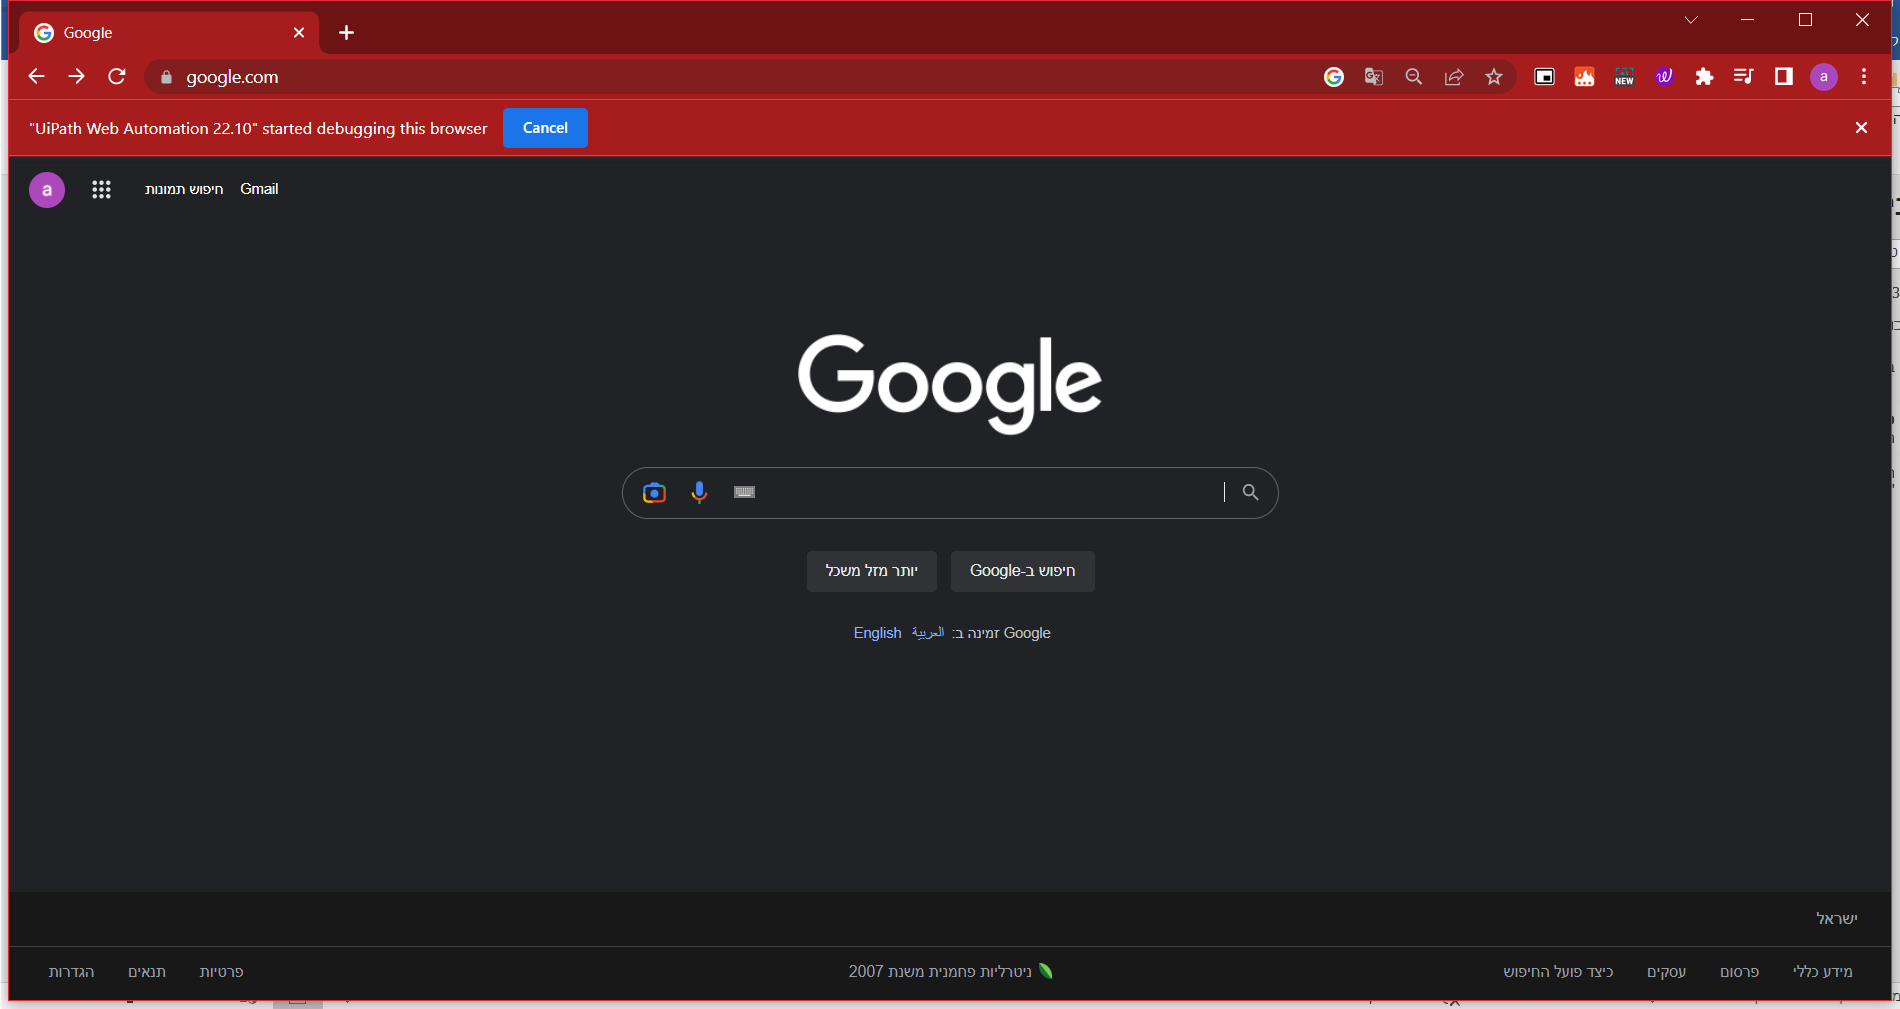 Google
google.com
NEW
a
"UiPath Web Automation 22.10" started debugging this browser
Cancel
a
חיפוש תמונות
Gmail
Google
חיפוש ב-Google
יותר מזל משכל
Google זמינה ב: العربية English
ישראל
מידע כללי
פרסום
עסקים
כיצד פועל החיפוש
ניטרליות פחמנית משנת 2007
פרטיות
תנאים
הגדרות